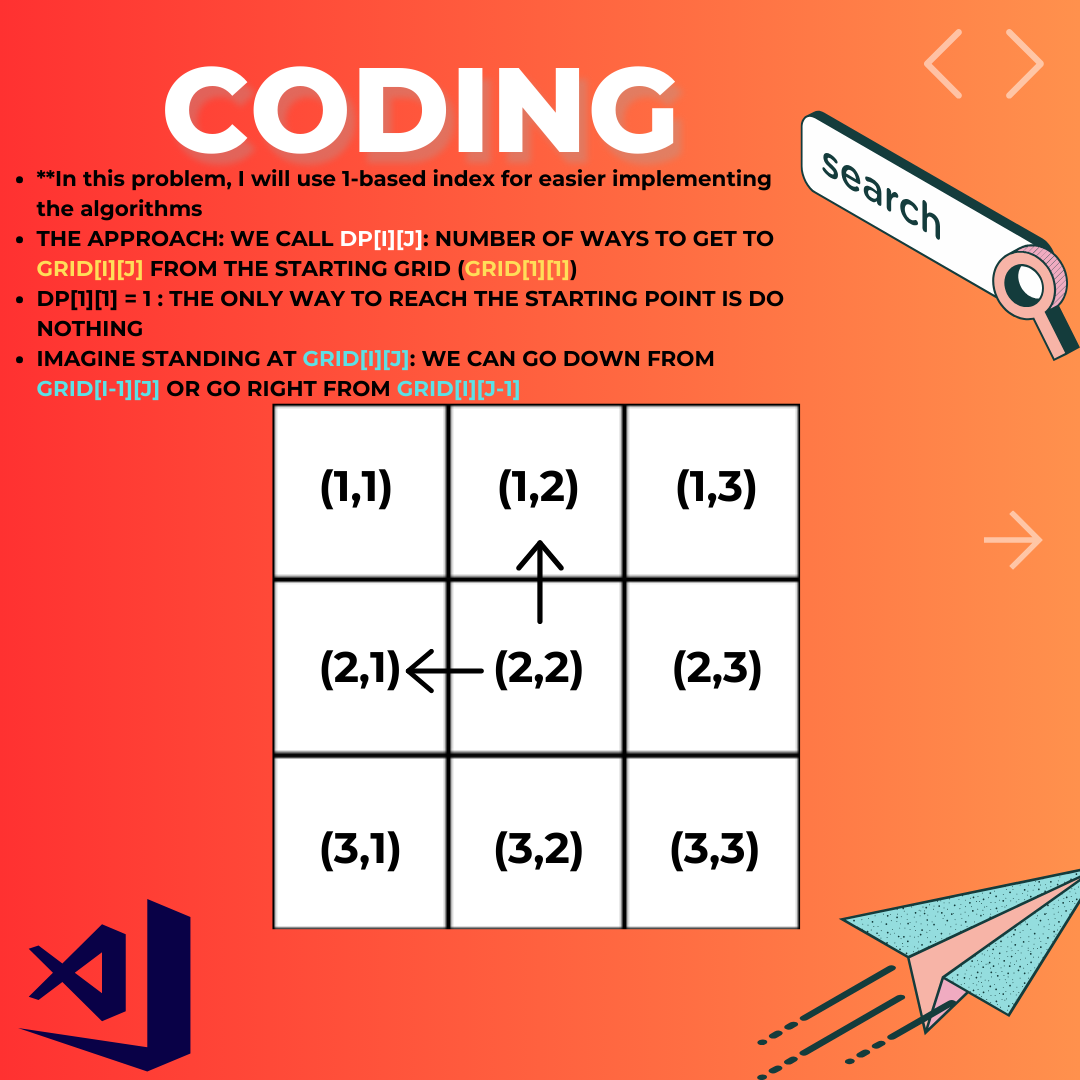 CODING
search
• **In this problem, I will use 1-based index for easier implementing
the algorithms
• THE APPROACH: WE CALL DP[I][J]: NUMBER OF WAYS TO GET TO
GRID[I][J] FROM THE STARTING GRID (GRID[1][1])
• DP[1][1] = 1 : THE ONLY WAY TO REACH THE STARTING POINT IS DO
NOTHING
• IMAGINE STANDING AT GRID[I][J]: WE CAN GO DOWN FROM
GRID[I-1][J] OR GO RIGHT FROM GRID[I][J-1]
(1,1) (1,2) (1,3)
(2,1) (2,2) (2,3)
(3,1) (3,2) (3,3)